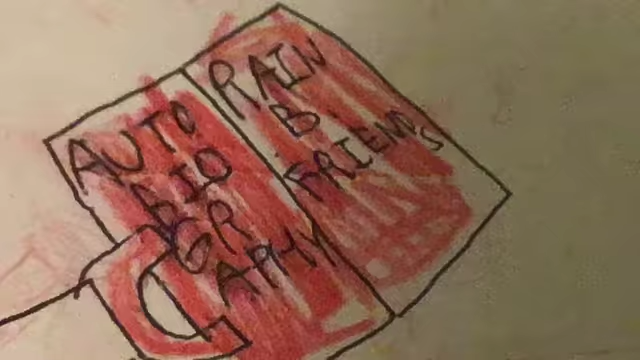 AUTO
BIO
GR
APHY
RAIN
B.
FRIENDS